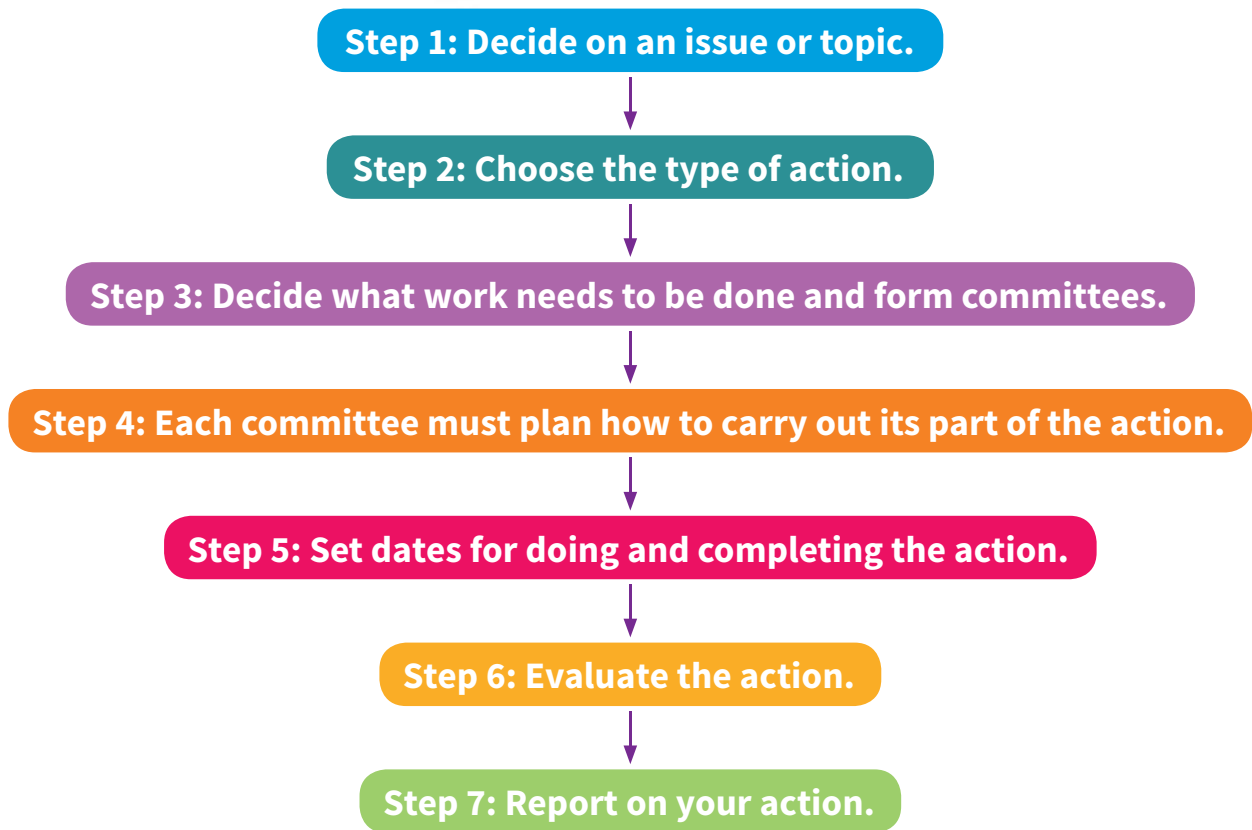 Step 1: Decide on an issue or topic.
Step 2: Choose the type of action.
Step 3: Decide what work needs to be done and form committees.
Step 4: Each committee must plan how to carry out its part of the action.
Step 5: Set dates for doing and completing the action.
Step 6: Evaluate the action.
Step 7: Report on your action.